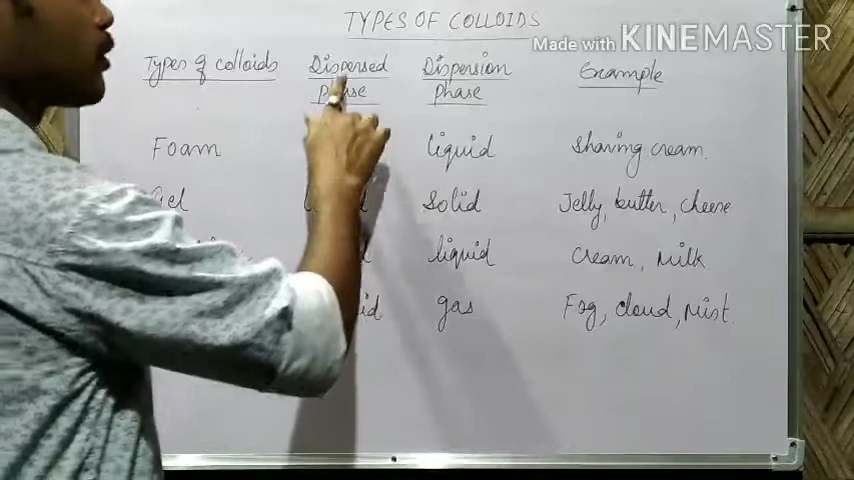 TYPES OF COLLOIDS
Made with KINEMASTER
Types of colloids Dispersed Phase Dispersion Phase Example
Foam liquid shaving cream.
Gel solid Jelly, butter, cheese
liquid Cream, Milk
gas Fog, cloud, Mist.